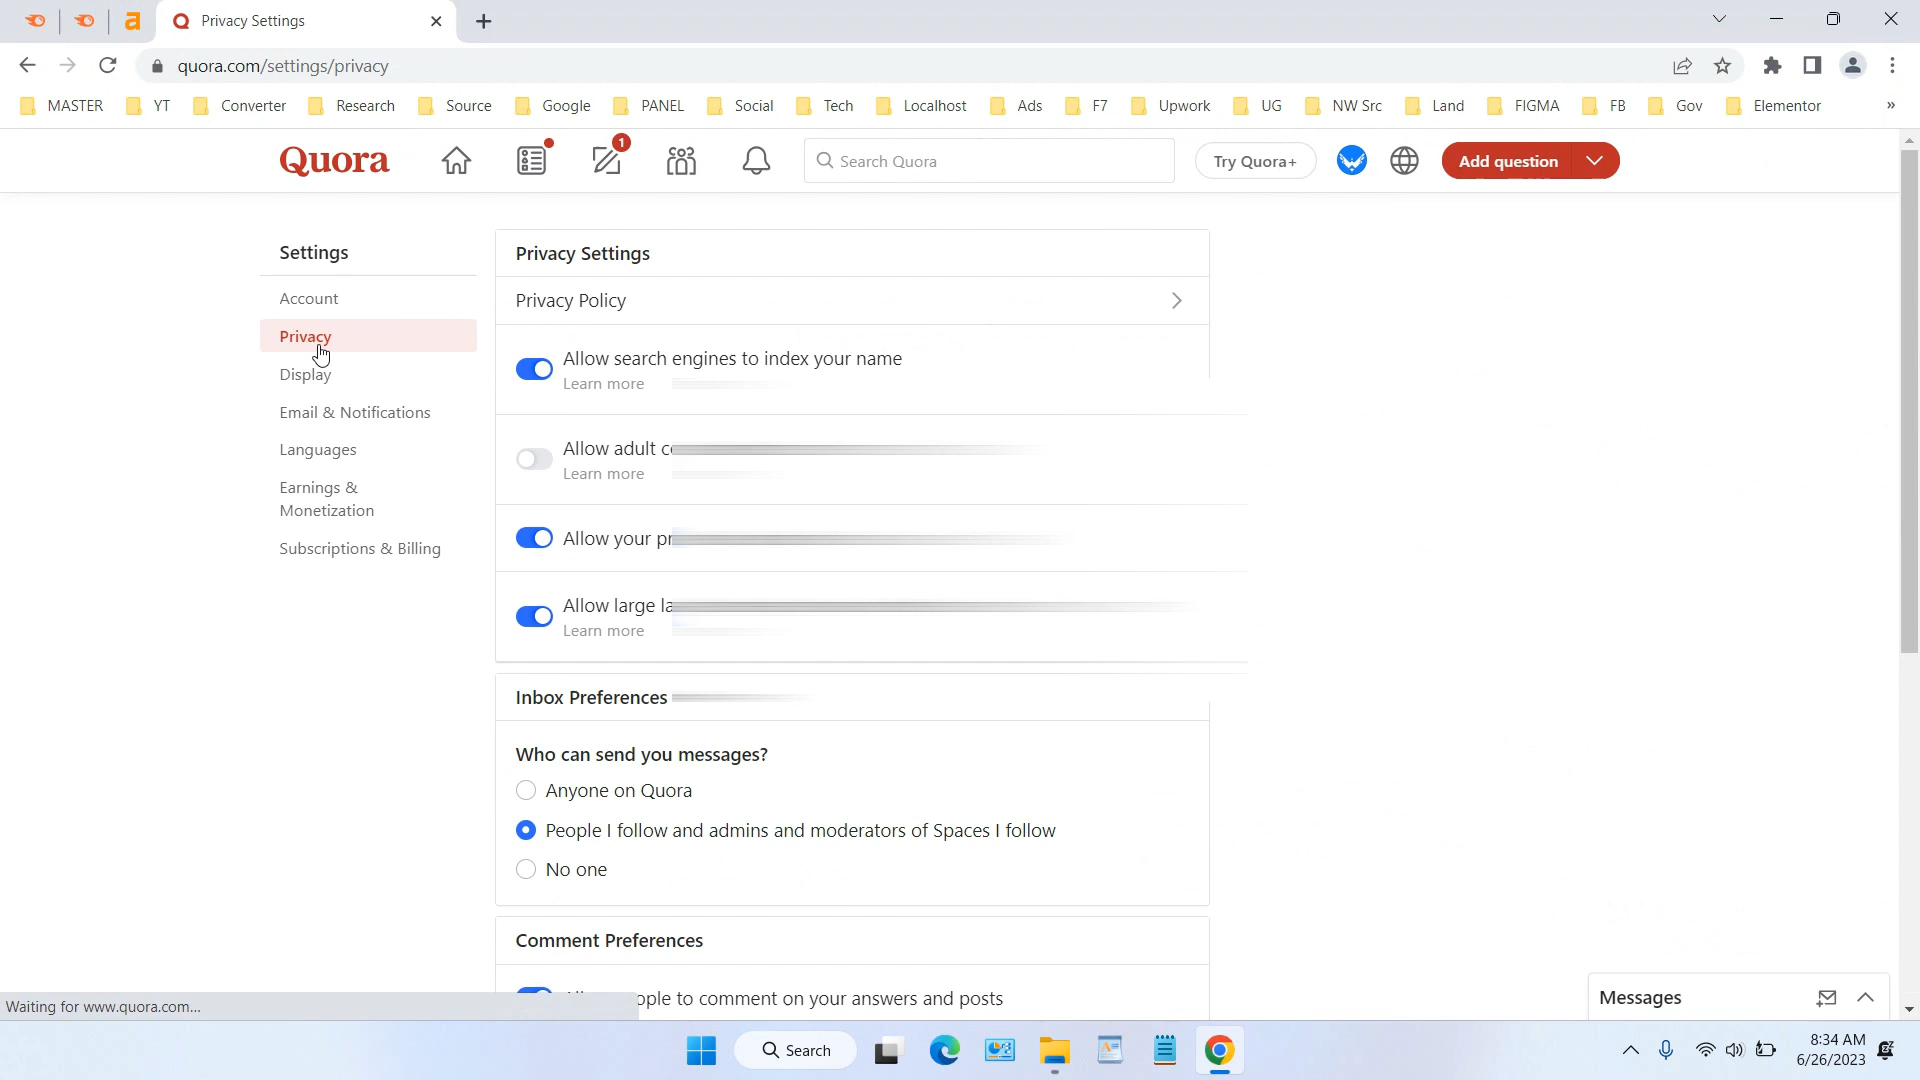 Privacy Settings
quora.com/settings/privacy
MASTER YT Converter Research Source Google PANEL Social Tech Localhost Ads F7 Upwork UG NW Src Land FIGMA FB Gov Elementor »
Quora 1 Search Quora Try Quora+ Add question
Settings
Account
Privacy
Display
Email & Notifications
Languages
Earnings &
Monetization
Subscriptions & Billing
Privacy Settings
Privacy Policy
Allow search engines to index your name
Learn more
Allow adult
Learn more
Allow your
Allow large
Learn more
Inbox Preferences
Who can send you messages?
Anyone on Quora
People I follow and admins and moderators of Spaces I follow
No one
Comment Preferences
to comment on your answers and posts
Messages
Waiting for www.quora.com...
Search
8:34 AM
6/26/2023